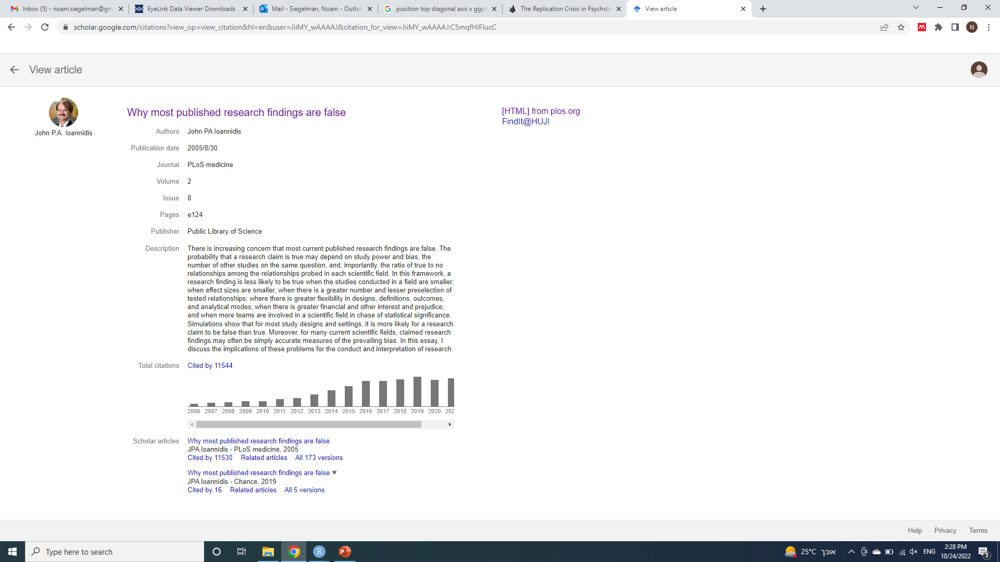 Inbox (5) - noam.siegelman@gm
EyeLink Data Viewer Downloads
Mail - Siegelman, Noam - Outloo
position top diagonal axis x ggpl
The Replication Crisis in Psycholo
View article
scholar.google.com/citations?view_op=view_citation&hl=en&user=JiiMY_wAAAAJ&citation_for_view=JiiMY_wAAAAJ:C5mqfHIFIucC
N
View article
John P.A. Ioannidis
Why most published research findings are false
[HTML] from plos.org
FindIt@HUJI
Authors John PA Ioannidis
Publication date 2005/8/30
Journal PLoS medicine
Volume 2
Issue 8
Pages e124
Publisher Public Library of Science
Description There is increasing concern that most current published research findings are false. The
probability that a research claim is true may depend on study power and bias, the
number of other studies on the same question, and, importantly, the ratio of true to no
relationships among the relationships probed in each scientific field. In this framework, a
research finding is less likely to be true when the studies conducted in a field are smaller;
when effect sizes are smaller; when there is a greater number and lesser preselection of
tested relationships; where there is greater flexibility in designs, definitions, outcomes,
and analytical modes; when there is greater financial and other interest and prejudice;
and when more teams are involved in a scientific field in chase of statistical significance.
Simulations show that for most study designs and settings, it is more likely for a research
claim to be false than true. Moreover, for many current scientific fields, claimed research
findings may often be simply accurate measures of the prevailing bias. In this essay, I
discuss the implications of these problems for the conduct and interpretation of research.
Total citations Cited by 11544
2006 2007 2008 2009 2010 2011 2012 2013 2014 2015 2016 2017 2018 2019 2020 202
Scholar articles Why most published research findings are false
JPA Ioannidis - PLoS medicine, 2005
Cited by 11530 Related articles All 173 versions
Why most published research findings are false *
JPA Ioannidis - Chance, 2019
Cited by 16 Related articles All 5 versions
Help Privacy Terms
Type here to search
R
P
25°C אובך
ENG
2:28 PM
10/24/2022
3